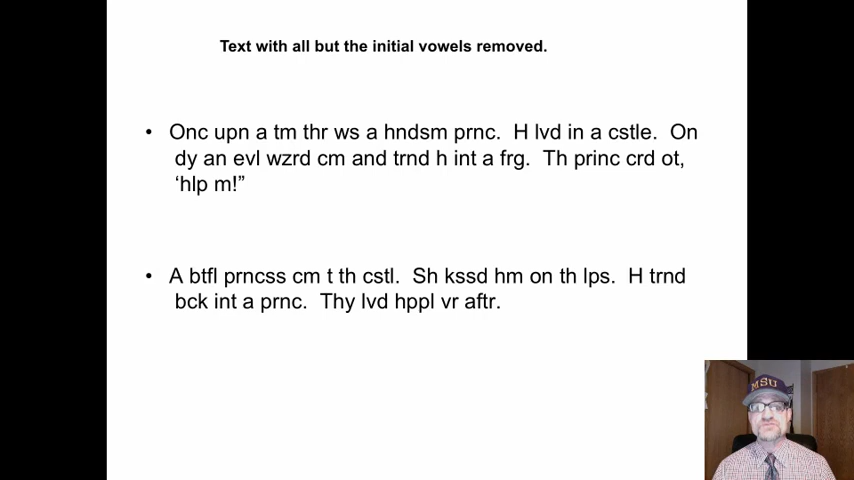 Text with all but the initial vowels removed.
• Onc upn a tm thr ws a hndsm prnc. H lvd in a cstle. On
dy an evl wzrd cm and trnd h int a frg. Th princ crd ot,
‘hlp m!”
• A btfl prncss cm t th cstl. Sh kssd hm on th lps. H trnd
bck int a prnc. Thy lvd hppl vr aftr.
MSU